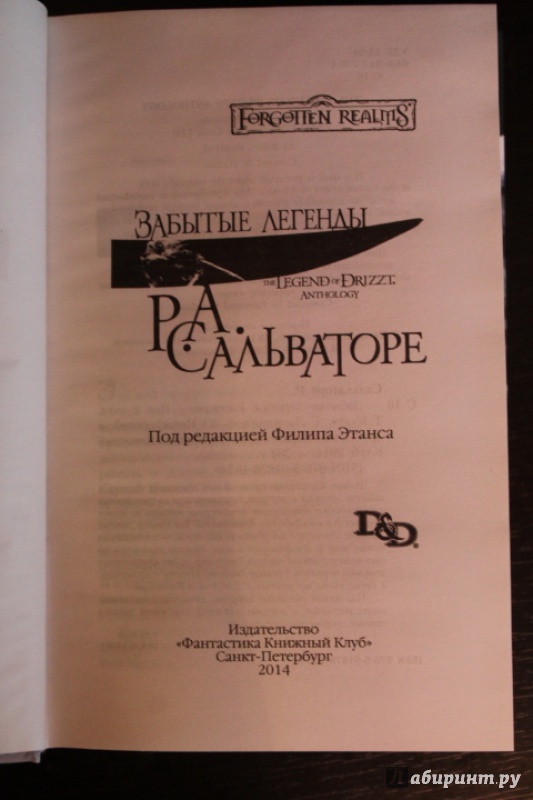 FORGOTTEN REALMS®
ЗАБЫТЫЕ ЛЕГЕНДЫ
THE LEGEND OF DRIZZT®
ANTHOLOGY
Р. А.
САЛЬВАТОРЕ
Под редакцией Филипа Этанса
D&D®
Издательство
«Фантастика Книжный Клуб»
Санкт-Петербург
2014
Лабиринт.ру